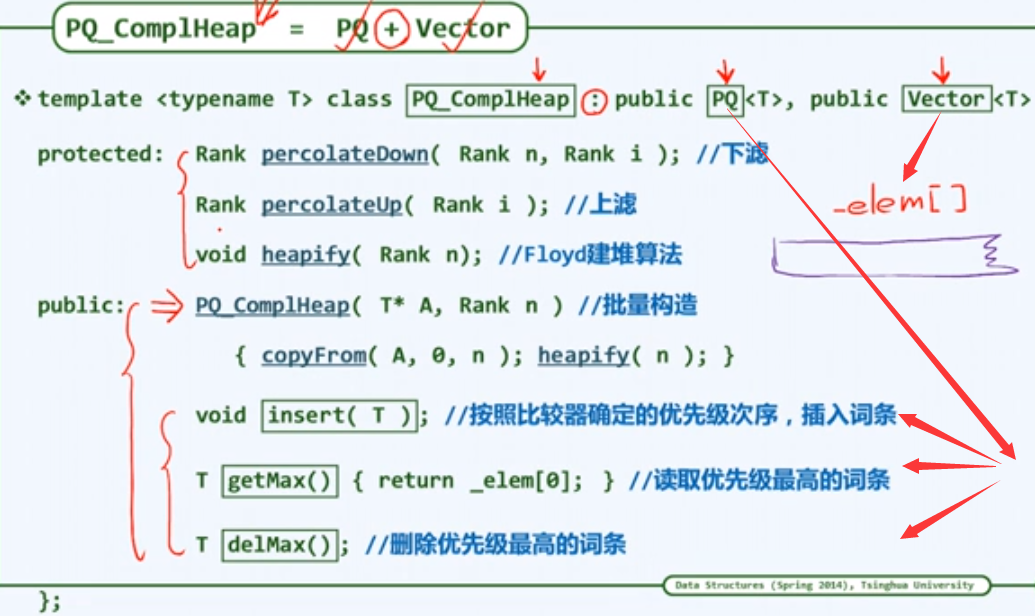 PQ_ComplHeap = PQ + Vector
❖ template <typename T> class PQ_ComplHeap : public PQ<T>, public Vector<T>
protected: Rank percolateDown( Rank n, Rank i ); //下滤
Rank percolateUp( Rank i ); //上滤
_elem[]
void heapify( Rank n); //Floyd建堆算法
public: PQ_ComplHeap( T* A, Rank n ) //批量构造
{ copyFrom( A, 0, n ); heapify( n ); }
void insert( T ); //按照比较器确定的优先级次序，插入词条
T getMax() { return _elem[0]; } //读取优先级最高的词条
T delMax(); //删除优先级最高的词条
Data Structures (Spring 2014), Tsinghua University
};